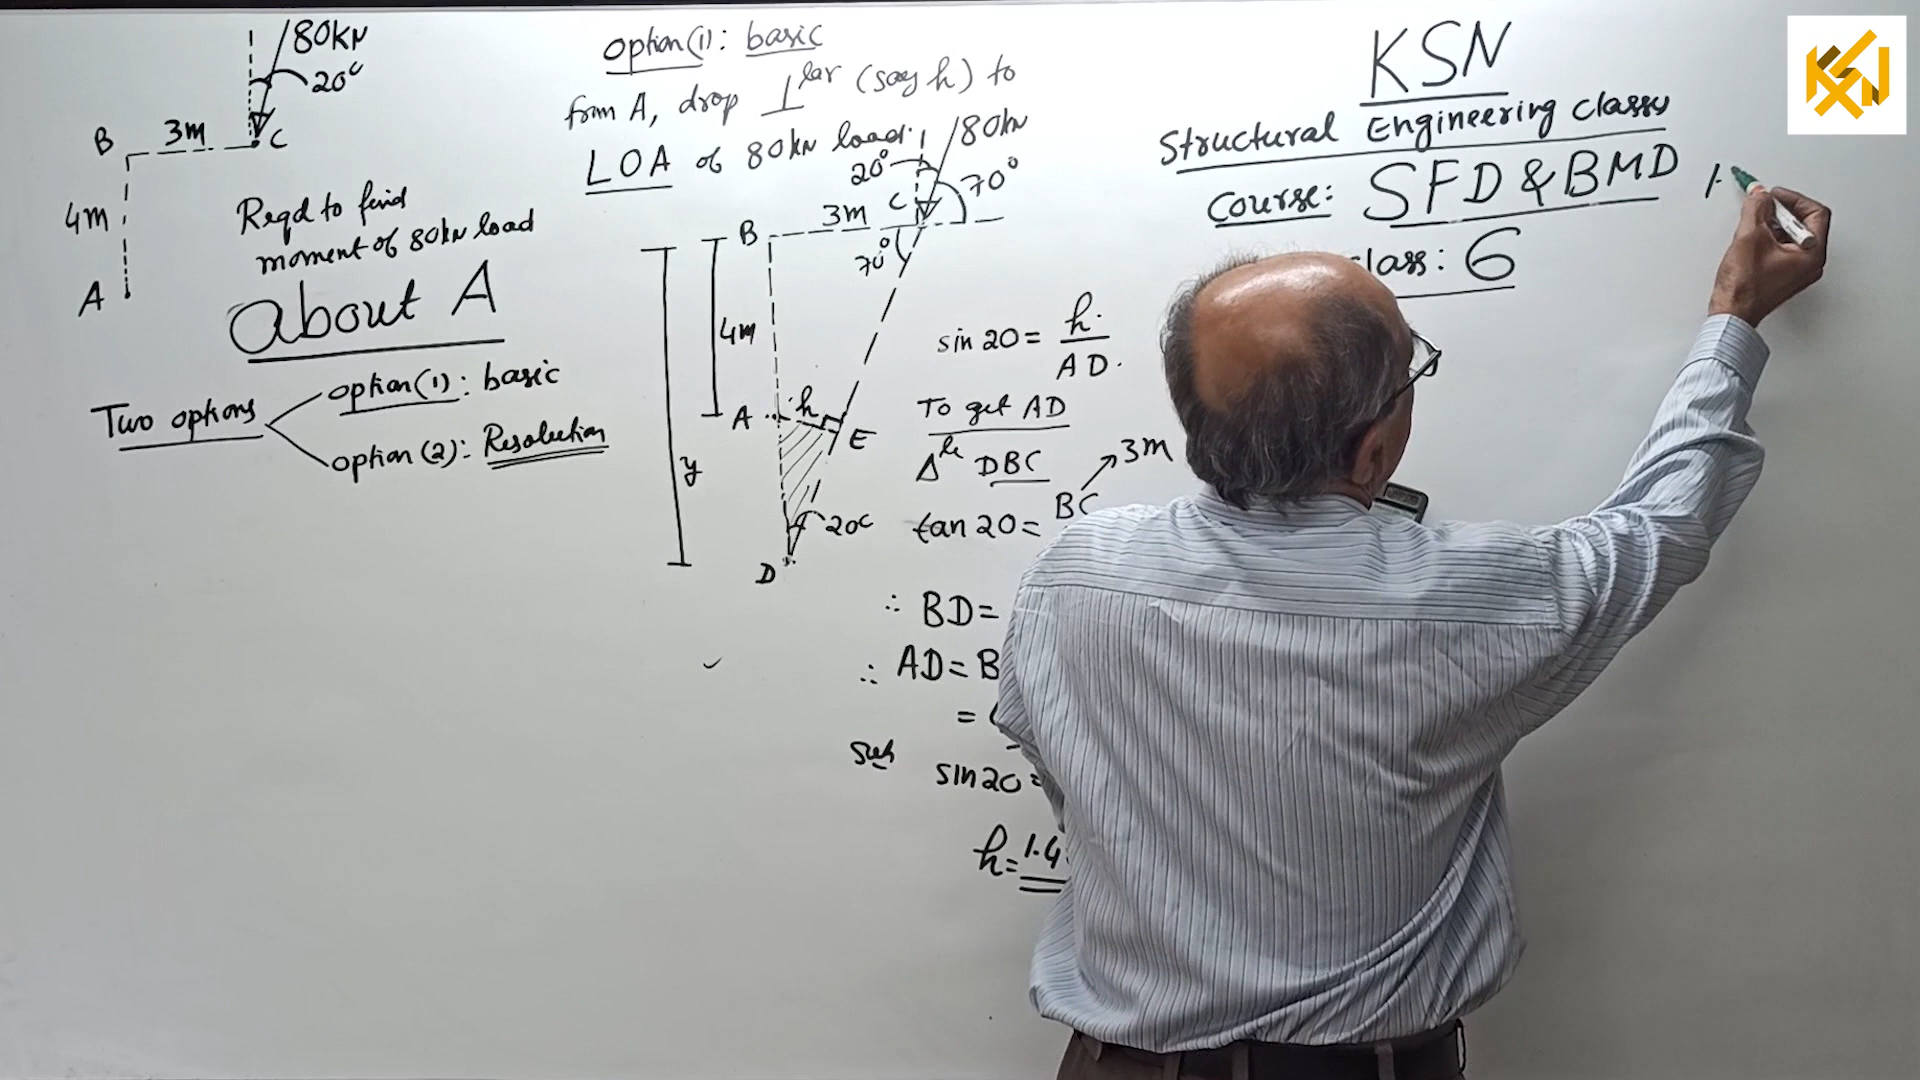 80KN
20°
B 3m C
4m
A
Reqd to find
moment of 80kN load
about A
Two options
option(1): basic
option(2): Resolution
option(1): basic
from A, drop ⊥lar (say h) to
LOA of 80kN load.
80kN
20°
70°
B 3m C
70°
4m
A h E
y
20°
D
sin 20 = h
AD.
To get AD
Δle DBC
3m
tan 20 = BC
∴ BD =
∴ AD = B
=
sin 20 =
h = 1.4
KSN
Structural Engineering classes
Course: SFD & BMD
class: 6
1.
KSN